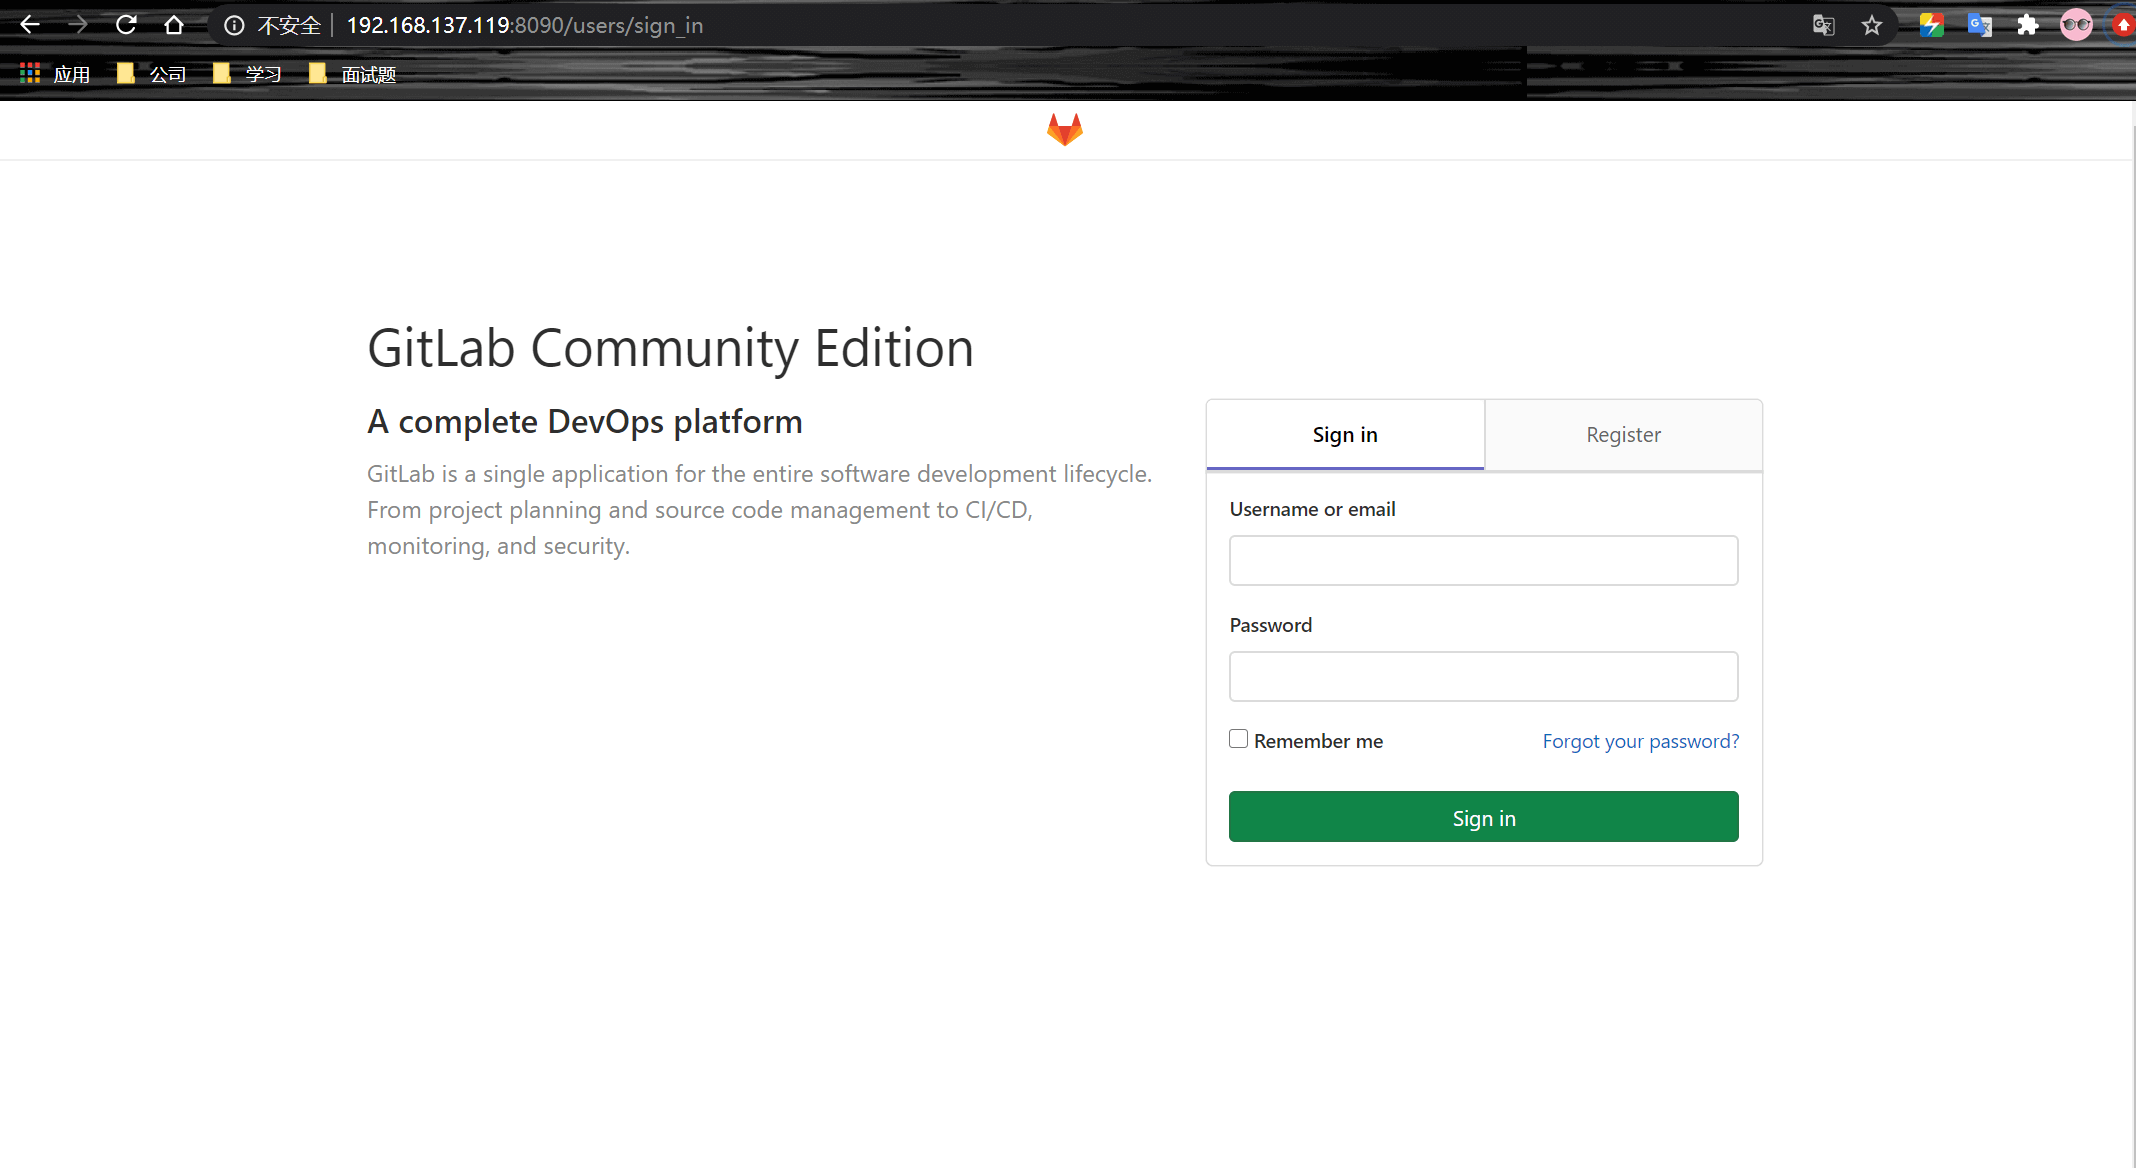 不安全 192.168.137.119:8090/users/sign_in
应用 公司 学习 面试题
GitLab Community Edition
A complete DevOps platform
GitLab is a single application for the entire software development lifecycle.
From project planning and source code management to CI/CD,
monitoring, and security.
Sign in Register
Username or email
Password
Remember me Forgot your password?
Sign in